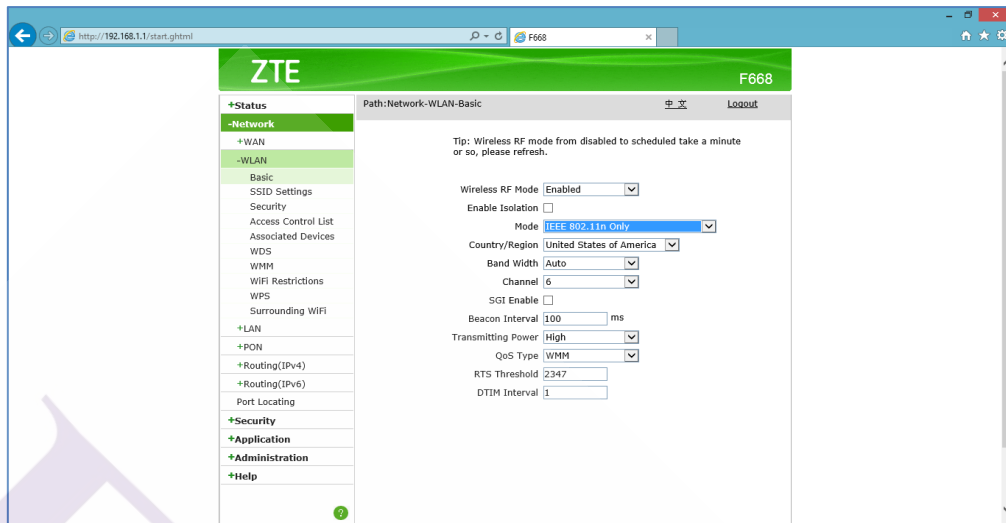 http://192.168.1.1/start.ghtml
F668
ZTE
F668
+Status
Path:Network-WLAN-Basic
中 文
Logout
-Network
+WAN
-WLAN
Basic
SSID Settings
Security
Access Control List
Associated Devices
WDS
WMM
WiFi Restrictions
WPS
Surrounding WiFi
+LAN
+PON
+Routing(IPv4)
+Routing(IPv6)
Port Locating
+Security
+Application
+Administration
+Help
?
Tip: Wireless RF mode from disabled to scheduled take a minute
or so, please refresh.
Wireless RF Mode Enabled
Enable Isolation
Mode IEEE 802.11n Only
Country/Region United States of America
Band Width Auto
Channel 6
SGI Enable
Beacon Interval 100 ms
Transmitting Power High
QoS Type WMM
RTS Threshold 2347
DTIM Interval 1